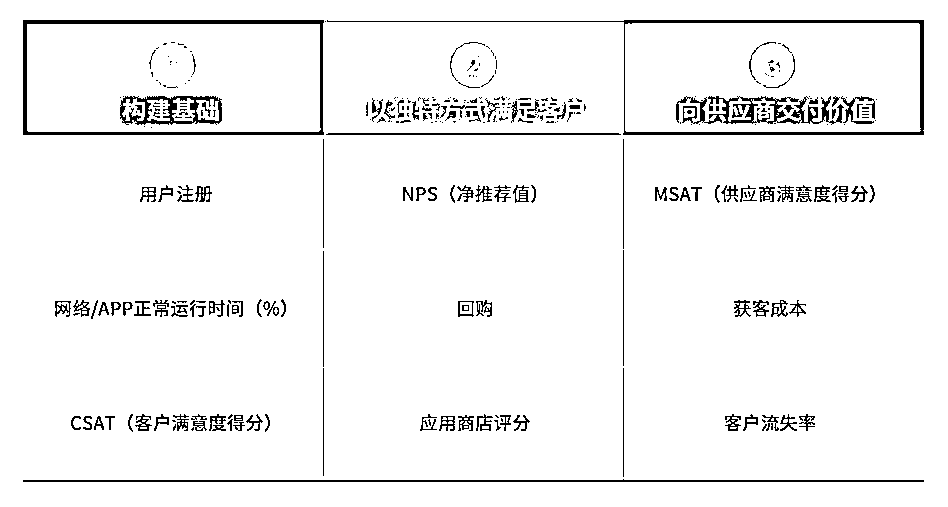 1
2
3
构建基础
以独特方式满足客户
向供应商交付价值
用户注册
NPS（净推荐值）
MSAT（供应商满意度得分）
网络/APP正常运行时间（%）
回购
获客成本
CSAT（客户满意度得分）
应用商店评分
客户流失率